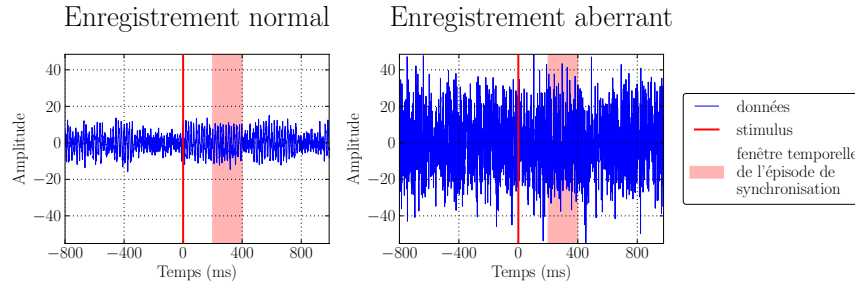 Enregistrement normal
Enregistrement aberrant
Amplitude
40
20
0
−20
−40
−800
−400
0
400
800
Temps (ms)
Amplitude
40
20
0
−20
−40
−800
−400
0
400
800
Temps (ms)
données
stimulus
fenêtre temporelle
de l'épisode de
synchronisation